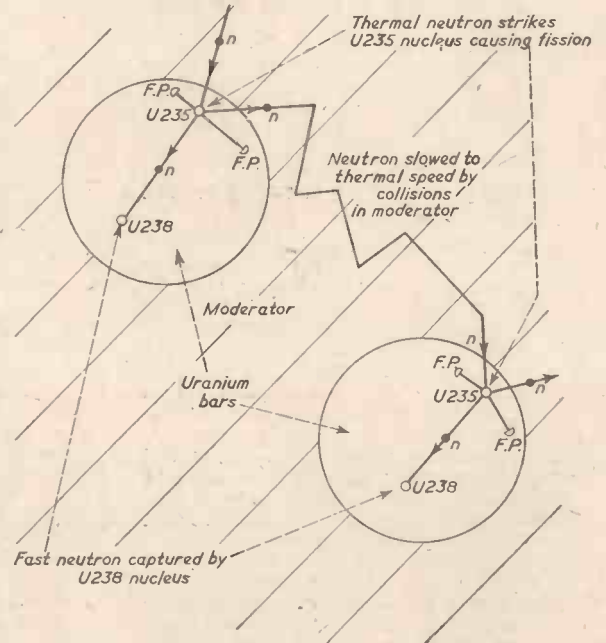 Thermal neutron strikes
U235 nucleus causing fission
n
F.P.
U235
n
F.P.
n
U238
Neutron slowed to
thermal speed by
collisions
in moderator
Moderator
Uranium
bars
n
F.P.
U235
n
F.P.
n
U238
Fast neutron captured by
U238 nucleus